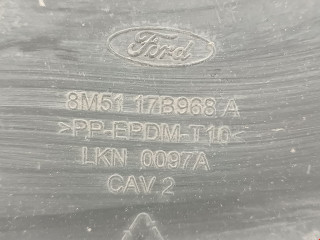 Ford
8M51 17B968 A
>PP-EPDM-T10<
LKN 0097A
CAV 2